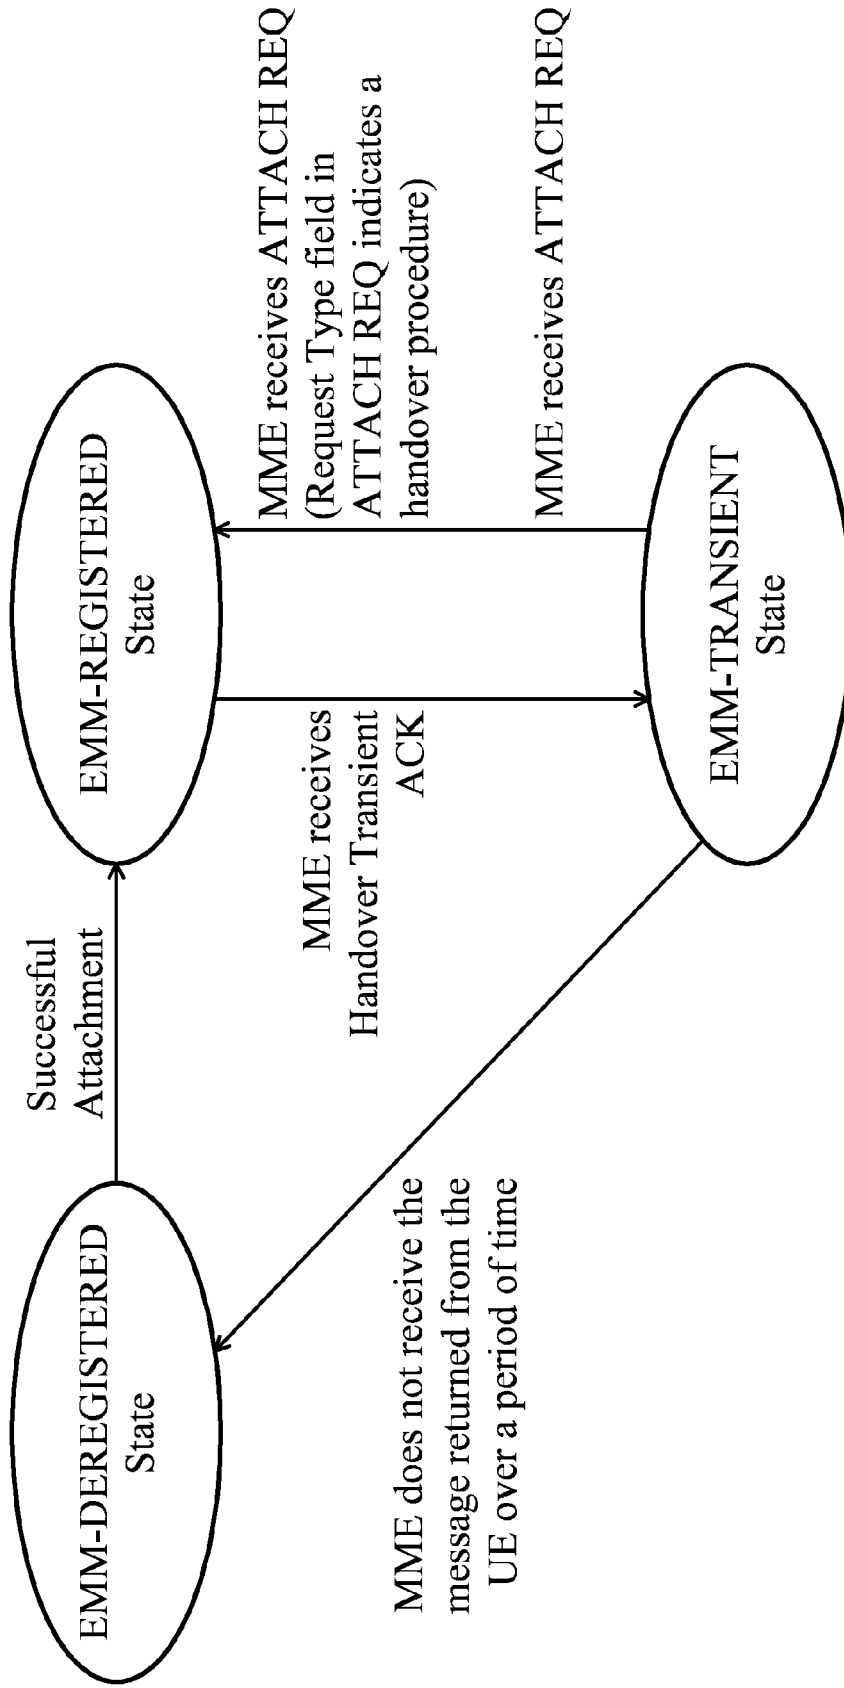 EMM-DEREGISTERED
State
Successful
Attachment
EMM-REGISTERED
State
MME does not receive the
message returned from the
UE over a period of time
MME receives
Handover Transient
ACK
MME receives ATTACH REQ
(Request Type field in
ATTACH REQ indicates a
handover procedure)
MME receives ATTACH REQ
EMM-TRANSIENT
State